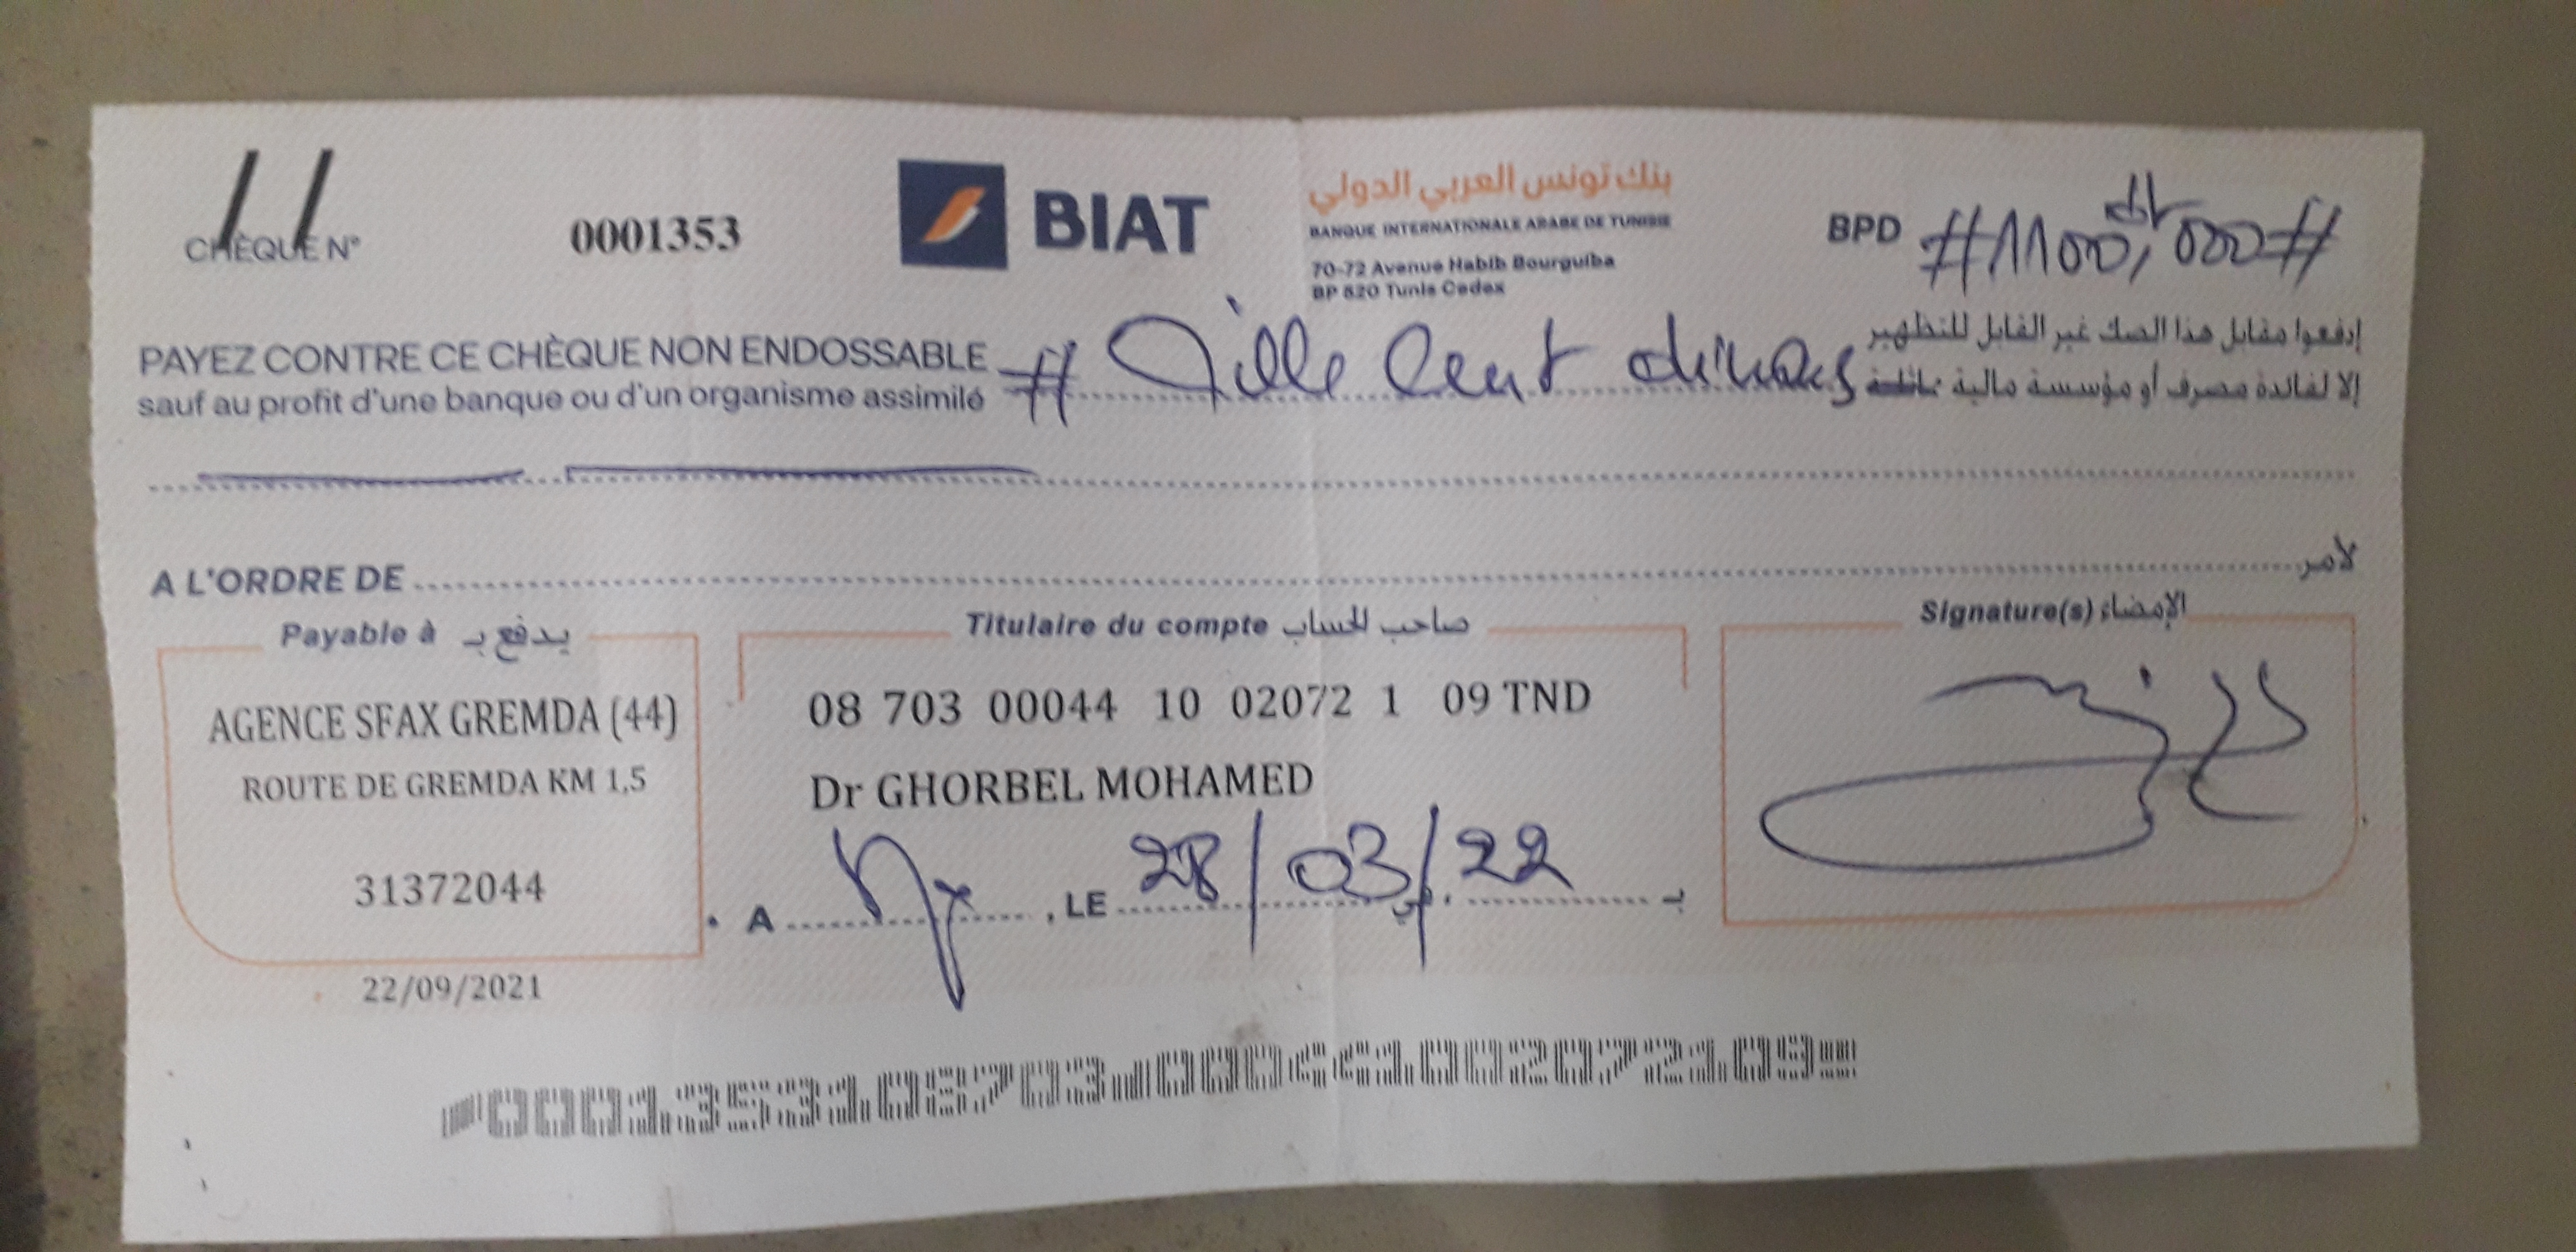 CHÈQUE N° 0001353
BIAT
بنك تونس العربي الدولي
BANQUE INTERNATIONALE ARABE DE TUNISIE
70-72 Avenue Habib Bourguiba
BP 520 Tunis Cedex
BPD #1100,000#
PAYEZ CONTRE CE CHÈQUE NON ENDOSSABLE
sauf au profit d'une banque ou d'un organisme assimilé
# Mille Cent dinars
إدفعوا مقابل هذا الصك غير القابل للتظهير
إلا لفائدة مصرف أو مؤسسة مالية مماثلة
A L'ORDRE DE لأمر
Payable à يدفع بـ
AGENCE SFAX GREMDA (44)
ROUTE DE GREMDA KM 1,5
31372044
22/09/2021
Titulaire du compte صاحب الحساب
08 703 00044 10 02072 1 09 TND
Dr GHORBEL MOHAMED
A , LE 28/03/22 في بـ
Signature(s) الإمضاء
0001353108703000441002072109